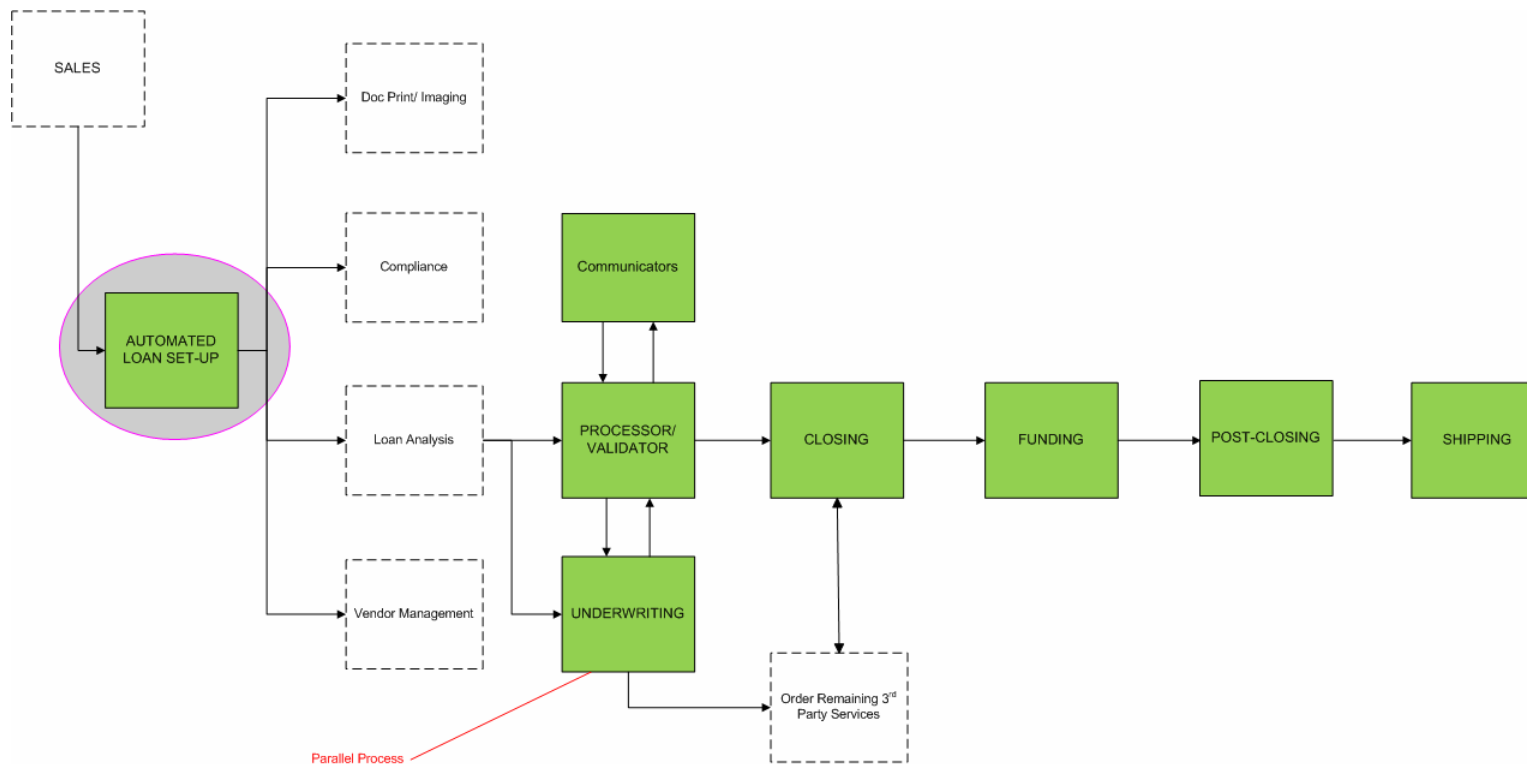 SALES
Doc Print/ Imaging
Compliance
Communicators
AUTOMATED
LOAN SET-UP
Loan Analysis
PROCESSOR/
VALIDATOR
CLOSING
FUNDING
POST-CLOSING
SHIPPING
Vendor Management
UNDERWRITING
Order Remaining 3rd
Party Services
Parallel Process